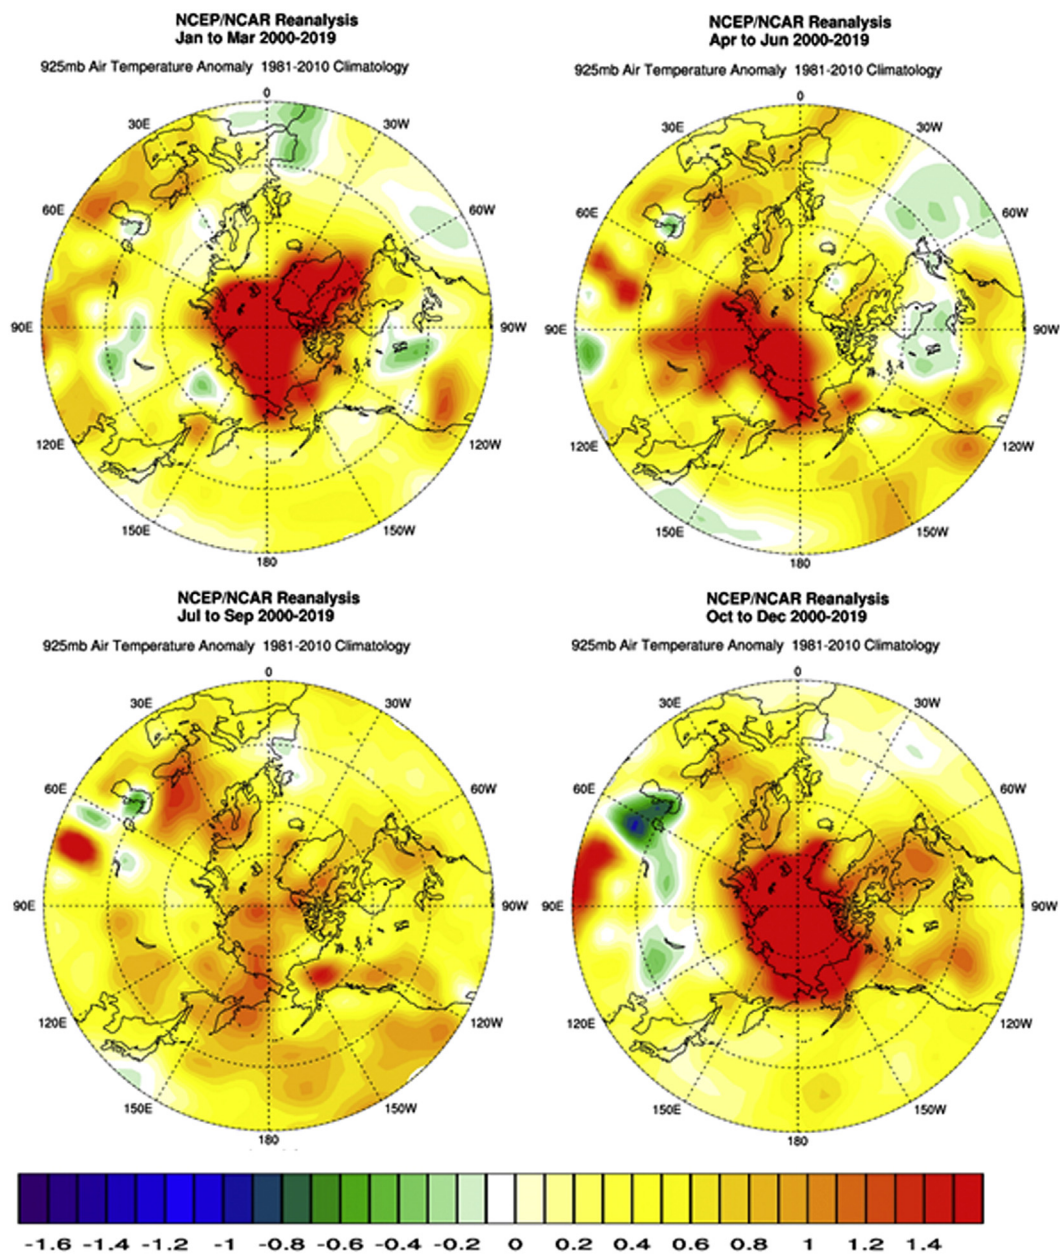 NCEP/NCAR Reanalysis
Jan to Mar 2000-2019
925mb Air Temperature Anomaly 1981-2010 Climatology
0
30E
30W
60E
60W
90E
90W
120E
120W
150E
150W
180
NCEP/NCAR Reanalysis
Apr to Jun 2000-2019
925mb Air Temperature Anomaly 1981-2010 Climatology
0
30E
30W
60E
60W
90E
90W
120E
120W
150E
150W
180
NCEP/NCAR Reanalysis
Jul to Sep 2000-2019
925mb Air Temperature Anomaly 1981-2010 Climatology
0
30E
30W
60E
60W
90E
90W
120E
120W
150E
150W
180
NCEP/NCAR Reanalysis
Oct to Dec 2000-2019
925mb Air Temperature Anomaly 1981-2010 Climatology
0
30E
30W
60E
60W
90E
90W
120E
120W
150E
150W
180
-1.6 -1.4 -1.2 -1 -0.8 -0.6 -0.4 -0.2 0 0.2 0.4 0.6 0.8 1 1.2 1.4